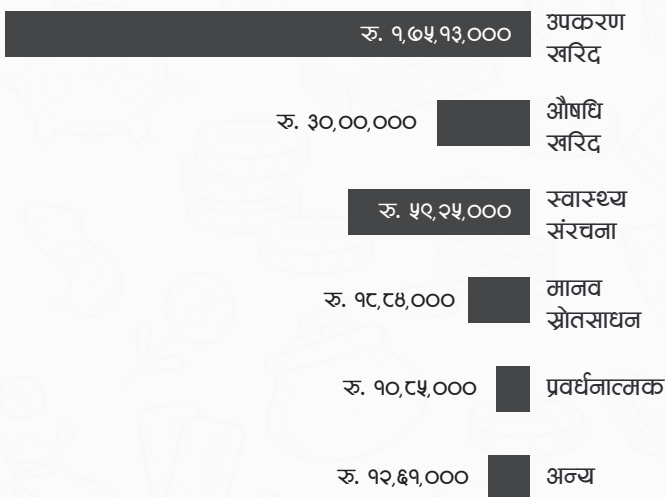 रु. १,७५,१३,०००
उपकरण
खरिद
रु. ३०,००,०००
औषधि
खरिद
रु. ५९,२५,०००
स्वास्थ्य
संरचना
रु. १८,८४,०००
मानव
स्रोतसाधन
रु. १०,८५,०००
प्रवर्धनात्मक
रु. १२,६१,०००
अन्य